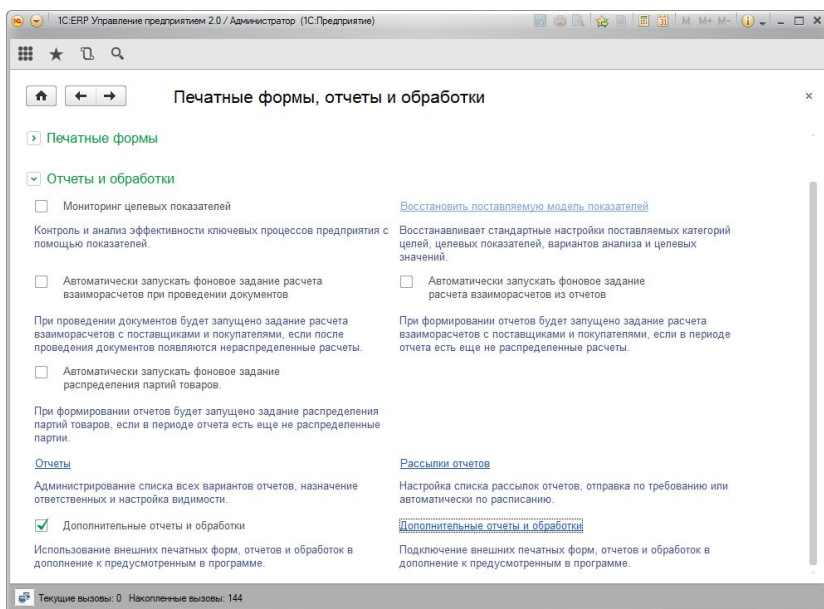 1С:ERP Управление предприятием 2.0 / Администратор (1С:Предприятие)
M M+ M-
Печатные формы, отчеты и обработки
Печатные формы
Отчеты и обработки
Мониторинг целевых показателей
Восстановить поставляемую модель показателей
Контроль и анализ эффективности ключевых процессов предприятия с
помощью показателей.
Восстанавливает стандартные настройки поставляемых категорий
целей, целевых показателей, вариантов анализа и целевых
значений.
Автоматически запускать фоновое задание расчета
взаиморасчетов при проведении документов
Автоматически запускать фоновое задание
расчета взаиморасчетов из отчетов
При проведении документов будет запущено задание расчета
взаиморасчетов с поставщиками и покупателями, если после
проведения документов появляются нераспределенные расчеты.
При формировании отчетов будет запущено задание расчета
взаиморасчетов с поставщиками и покупателями, если в периоде
отчета есть еще не распределенные расчеты.
Автоматически запускать фоновое задание
распределения партий товаров.
При формировании отчетов будет запущено задание распределения
партий товаров, если в периоде отчета есть еще не распределенные
партии.
Отчеты
Рассылки отчетов
Администрирование списка всех вариантов отчетов, назначение
ответственных и настройка видимости.
Настройка списка рассылок отчетов, отправка по требованию или
автоматически по расписанию.
Дополнительные отчеты и обработки
Дополнительные отчеты и обработки
Использование внешних печатных форм, отчетов и обработок в
дополнение к предусмотренным в программе.
Подключение внешних печатных форм, отчетов и обработок в
дополнение к предусмотренным в программе.
Текущие вызовы: 0 Накопленные вызовы: 144